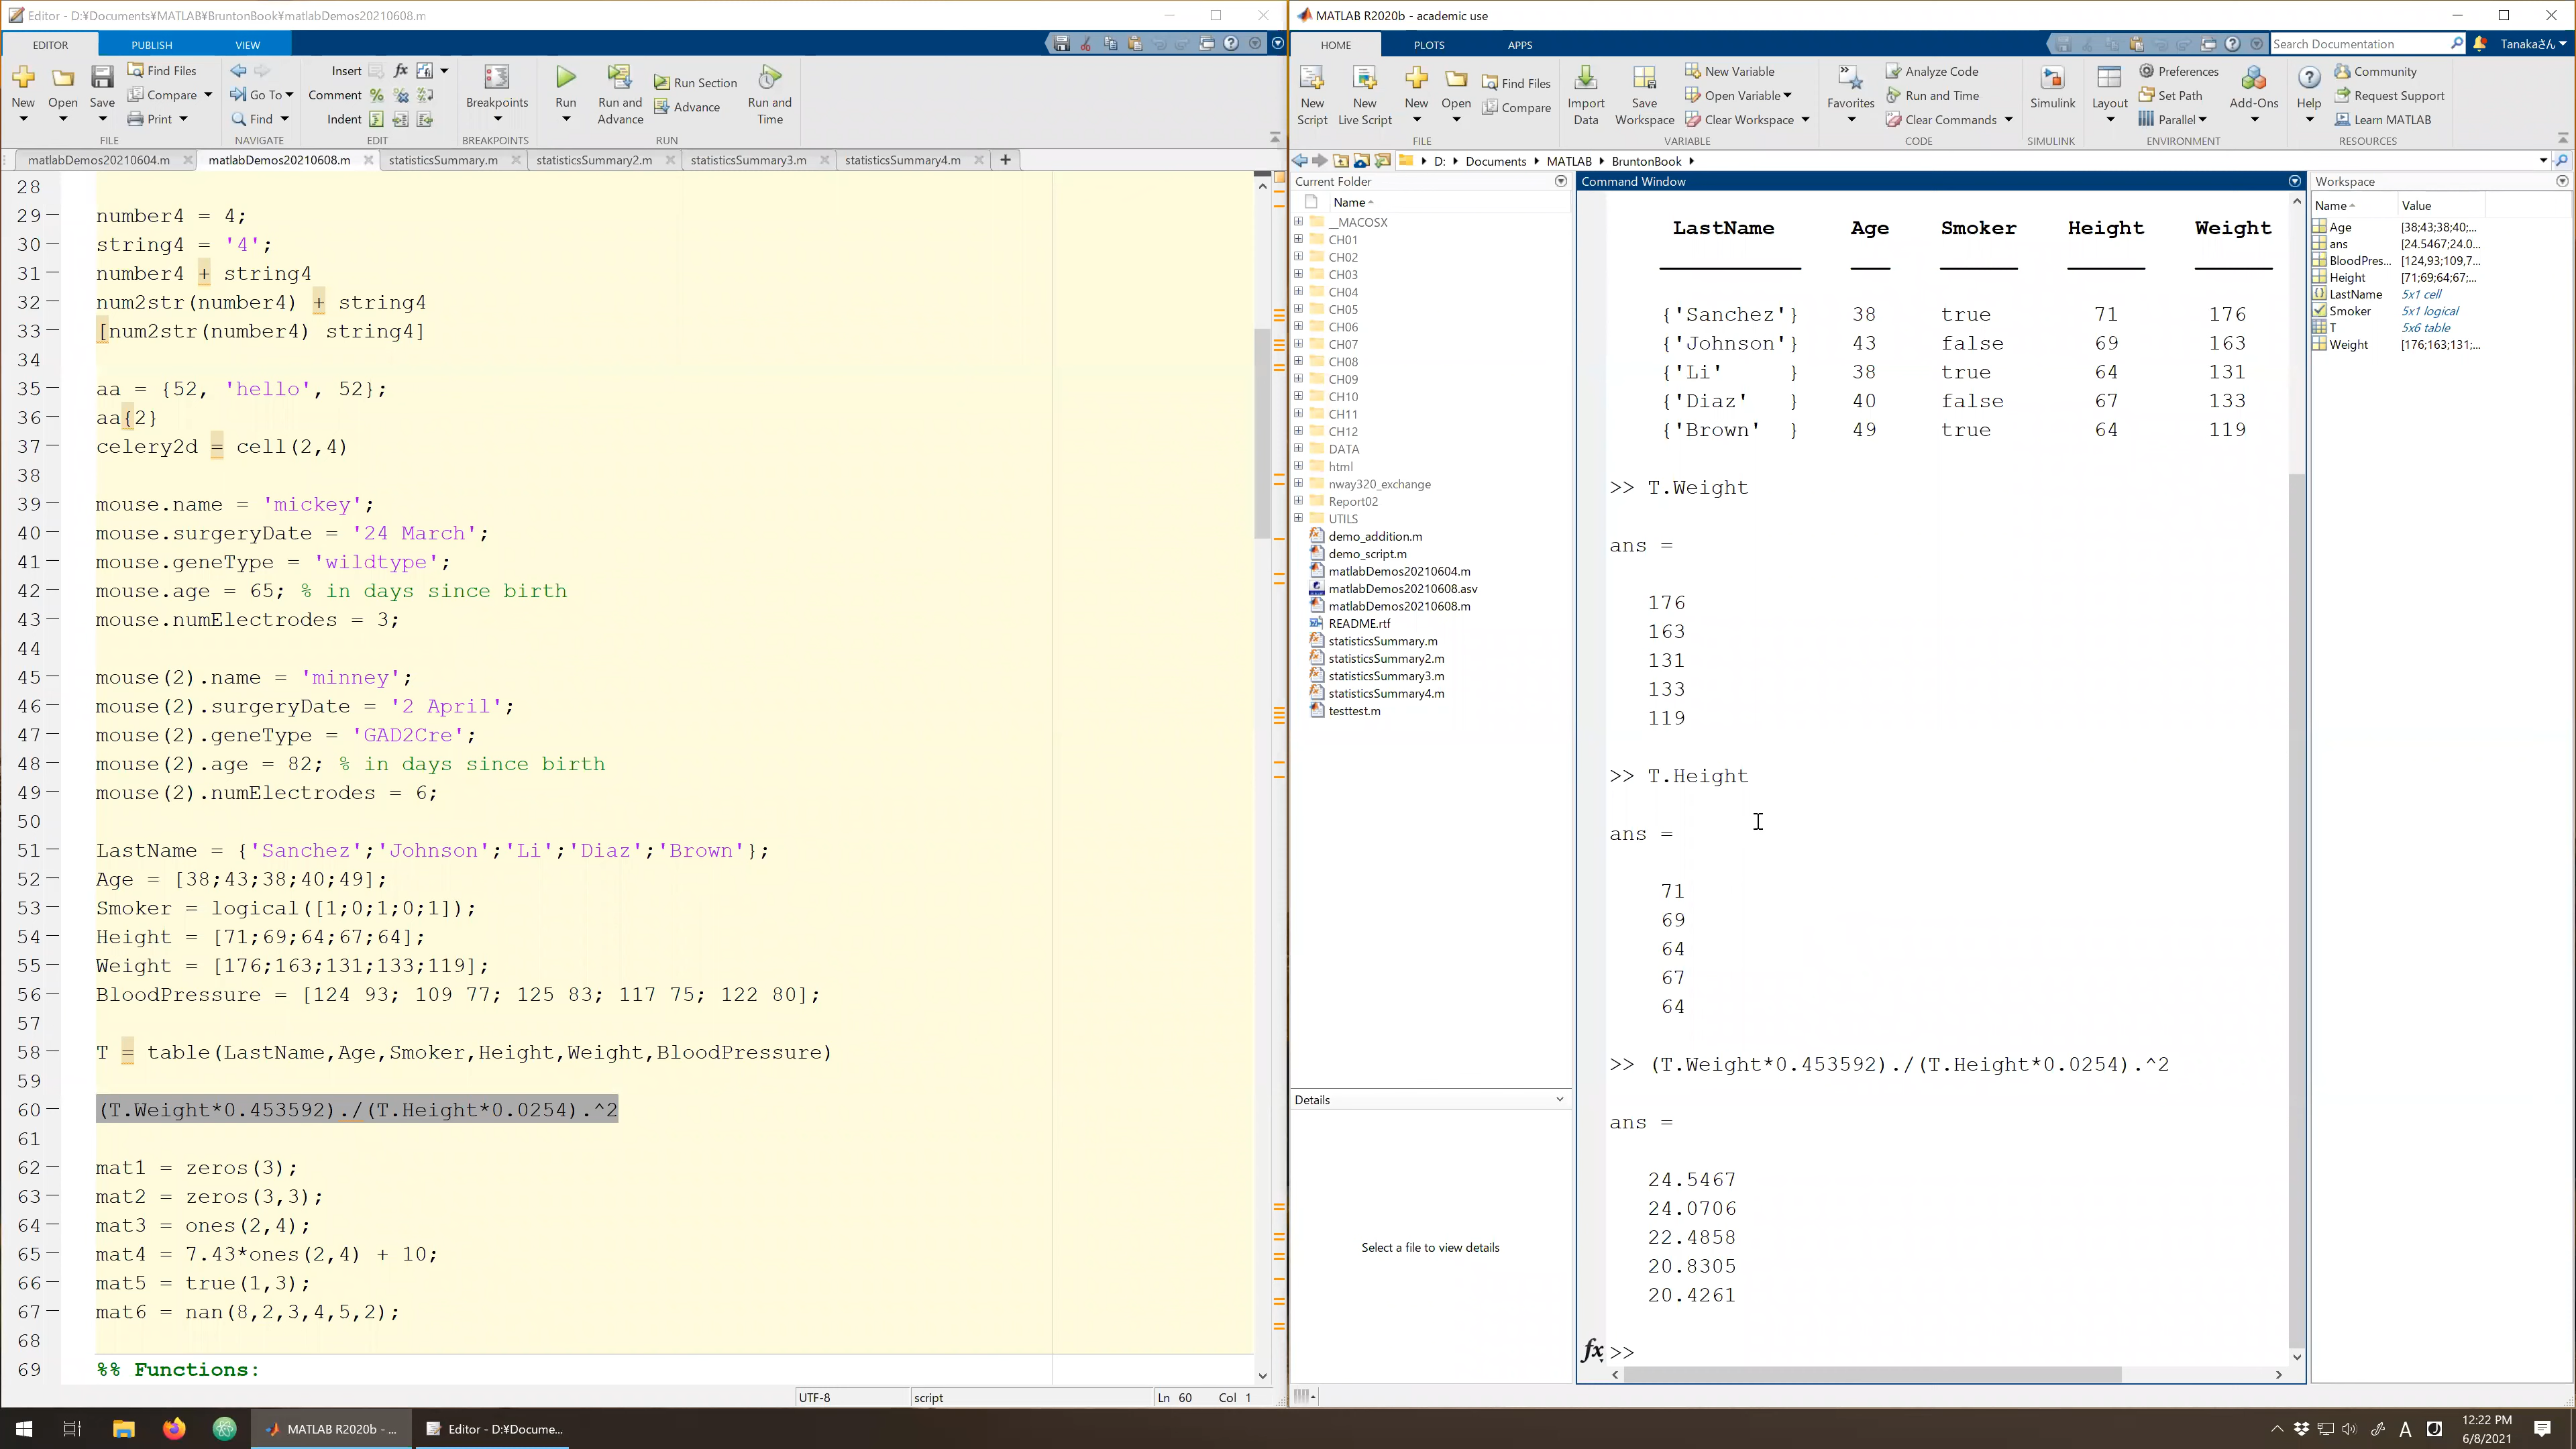 Editor - D:¥Documents¥MATLAB¥BruntonBook¥matlabDemos20210608.m
EDITOR PUBLISH VIEW
New Open Save Find Files Compare Print
FILE
Go To Find
NAVIGATE
Insert fx
Comment
Indent
EDIT
Breakpoints
BREAKPOINTS
Run Run and Advance Run Section Advance Run and Time
RUN
matlabDemos20210604.m matlabDemos20210608.m statisticsSummary.m statisticsSummary2.m statisticsSummary3.m statisticsSummary4.m
28
29 number4 = 4;
30 string4 = '4';
31 number4 + string4
32 num2str(number4) + string4
33 [num2str(number4) string4]
34
35 aa = {52, 'hello', 52};
36 aa{2}
37 celery2d = cell(2,4)
38
39 mouse.name = 'mickey';
40 mouse.surgeryDate = '24 March';
41 mouse.geneType = 'wildtype';
42 mouse.age = 65; % in days since birth
43 mouse.numElectrodes = 3;
44
45 mouse(2).name = 'minney';
46 mouse(2).surgeryDate = '2 April';
47 mouse(2).geneType = 'GAD2Cre';
48 mouse(2).age = 82; % in days since birth
49 mouse(2).numElectrodes = 6;
50
51 LastName = {'Sanchez';'Johnson';'Li';'Diaz';'Brown'};
52 Age = [38;43;38;40;49];
53 Smoker = logical([1;0;1;0;1]);
54 Height = [71;69;64;67;64];
55 Weight = [176;163;131;133;119];
56 BloodPressure = [124 93; 109 77; 125 83; 117 75; 122 80];
57
58 T = table(LastName,Age,Smoker,Height,Weight,BloodPressure)
59
60 (T.Weight*0.453592)./(T.Height*0.0254).^2
61
62 mat1 = zeros(3);
63 mat2 = zeros(3,3);
64 mat3 = ones(2,4);
65 mat4 = 7.43*ones(2,4) + 10;
66 mat5 = true(1,3);
67 mat6 = nan(8,2,3,4,5,2);
68
69 %% Functions:
UTF-8 script Ln 60 Col 1
MATLAB R2020b - academic use
HOME PLOTS APPS
Search Documentation Tanakaさん
New Script New Live Script New Open Find Files Compare
FILE
Import Data Save Workspace New Variable Open Variable Clear Workspace
VARIABLE
Favorites Analyze Code Run and Time Clear Commands
CODE
Simulink
SIMULINK
Layout Preferences Set Path Parallel Add-Ons
ENVIRONMENT
Help Community Request Support Learn MATLAB
RESOURCES
D: Documents MATLAB BruntonBook
Current Folder
Name
__MACOSX
CH01
CH02
CH03
CH04
CH05
CH06
CH07
CH08
CH09
CH10
CH11
CH12
DATA
html
nway320_exchange
Report02
UTILS
demo_addition.m
demo_script.m
matlabDemos20210604.m
matlabDemos20210608.asv
matlabDemos20210608.m
README.rtf
statisticsSummary.m
statisticsSummary2.m
statisticsSummary3.m
statisticsSummary4.m
testtest.m
Details
Select a file to view details
Command Window
LastName Age Smoker Height Weight
{'Sanchez'} 38 true 71 176
{'Johnson'} 43 false 69 163
{'Li' } 38 true 64 131
{'Diaz' } 40 false 67 133
{'Brown' } 49 true 64 119
>> T.Weight
ans =
176
163
131
133
119
>> T.Height
ans =
71
69
64
67
64
>> (T.Weight*0.453592)./(T.Height*0.0254).^2
ans =
24.5467
24.0706
22.4858
20.8305
20.4261
fx >>
Workspace
Name Value
Age [38;43;38;40;...
ans [24.5467;24.0...
BloodPres... [124,93;109,7...
Height [71;69;64;67;...
LastName 5x1 cell
Smoker 5x1 logical
T 5x6 table
Weight [176;163;131;...
MATLAB R2020b - ...
Editor - D:¥Docume...
A
12:22 PM
6/8/2021